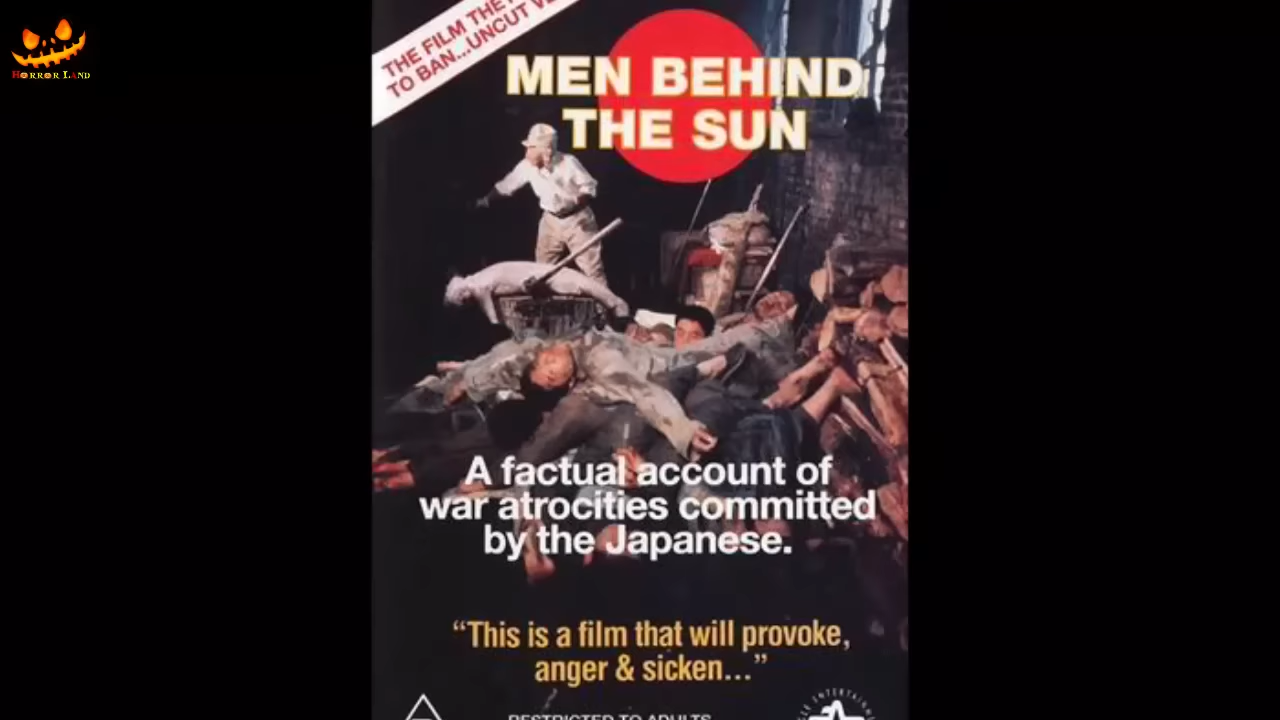 HORROR LAND
THE FILM THE
TO BAN...UNCUT VE
MEN BEHIND
THE SUN
A factual account of
war atrocities committed
by the Japanese.
“This is a film that will provoke,
anger & sicken...”
RESTRICTED TO ADULTS